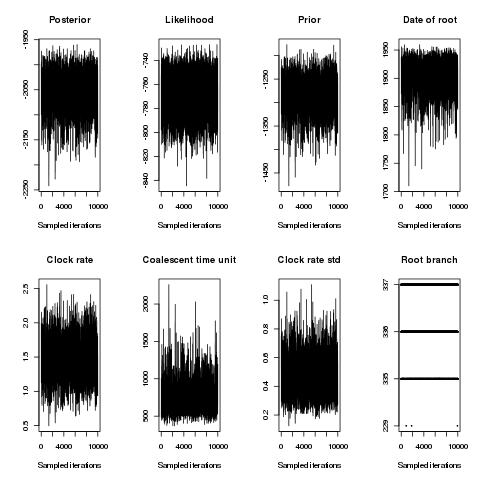 Posterior
Likelihood
Prior
Date of root
-1950
-2050
-2150
-2250
-740
-760
-780
-800
-820
-840
-1250
-1350
-1450
1950
1900
1850
1800
1750
1700
0 4000 10000
0 4000 10000
0 4000 10000
0 4000 10000
Sampled iterations
Sampled iterations
Sampled iterations
Sampled iterations
Clock rate
Coalescent time unit
Clock rate std
Root branch
2.5
2.0
1.5
1.0
0.5
2000
1500
1000
500
1.0
0.8
0.6
0.4
0.2
337
336
335
229
0 4000 10000
0 4000 10000
0 4000 10000
0 4000 10000
Sampled iterations
Sampled iterations
Sampled iterations
Sampled iterations